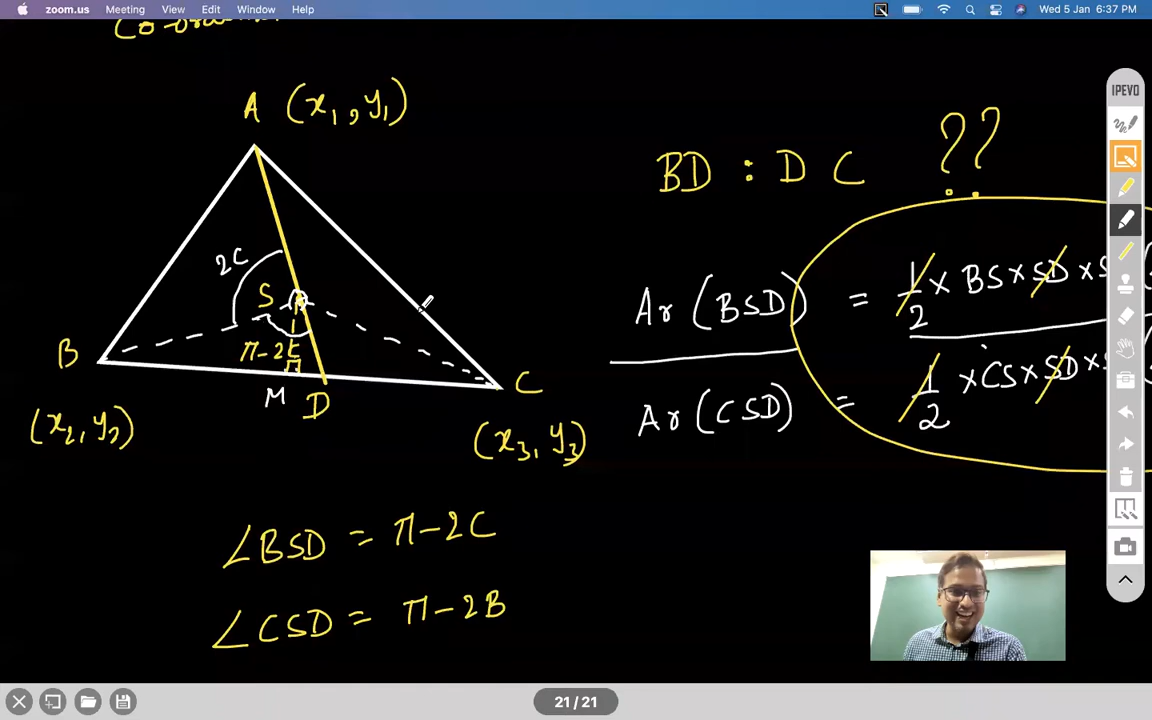 zoom.us Meeting View Edit Window Help Wed 5 Jan 6:37 PM
IPEVO
A (x₁, y₁)
BD : DC ??
2C
S
B
π-2C
M
D
C
(x₂, y₂)
(x₃, y₃)
Ar (BSD) = 1/2 × BS × SD × S
Ar (CSD) = 1/2 × CS × SD × S
∠BSD = π-2C
∠CSD = π-2B
21 / 21